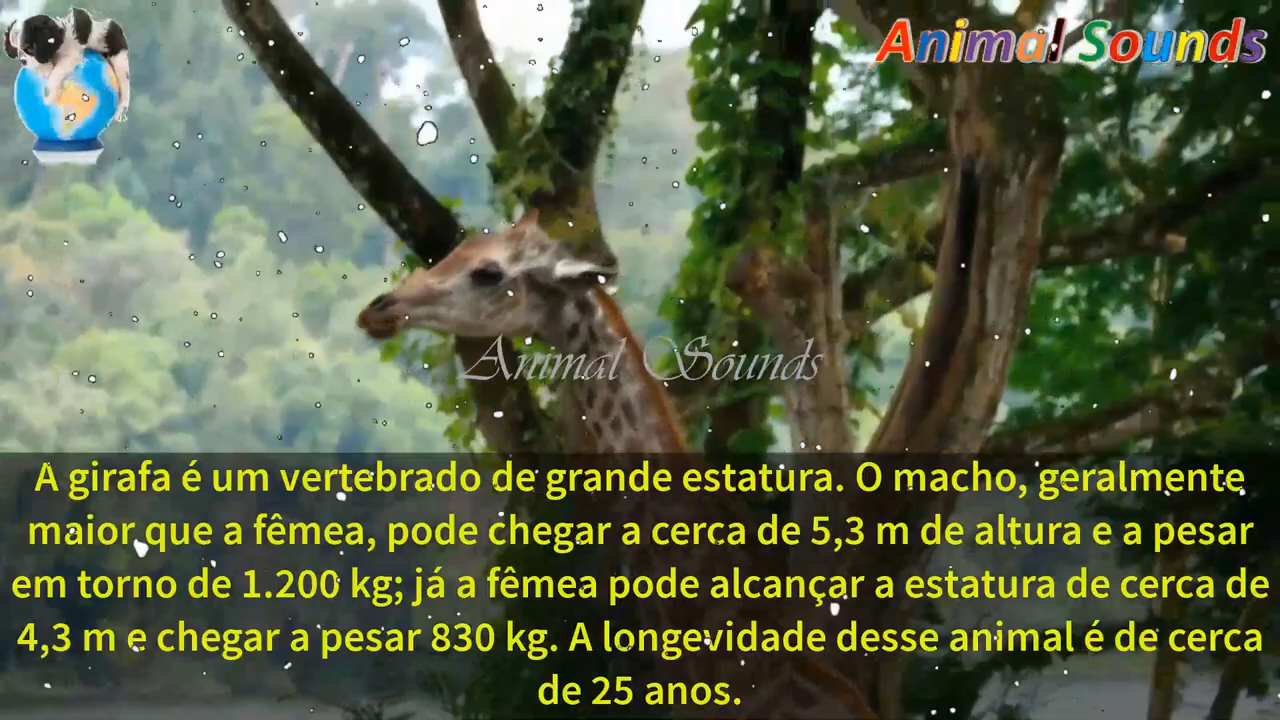 Animal Sounds
Animal Sounds
A girafa é um vertebrado de grande estatura. O macho, geralmente
maior que a fêmea, pode chegar a cerca de 5,3 m de altura e a pesar
em torno de 1.200 kg; já a fêmea pode alcançar a estatura de cerca de
4,3 m e chegar a pesar 830 kg. A longevidade desse animal é de cerca
de 25 anos.